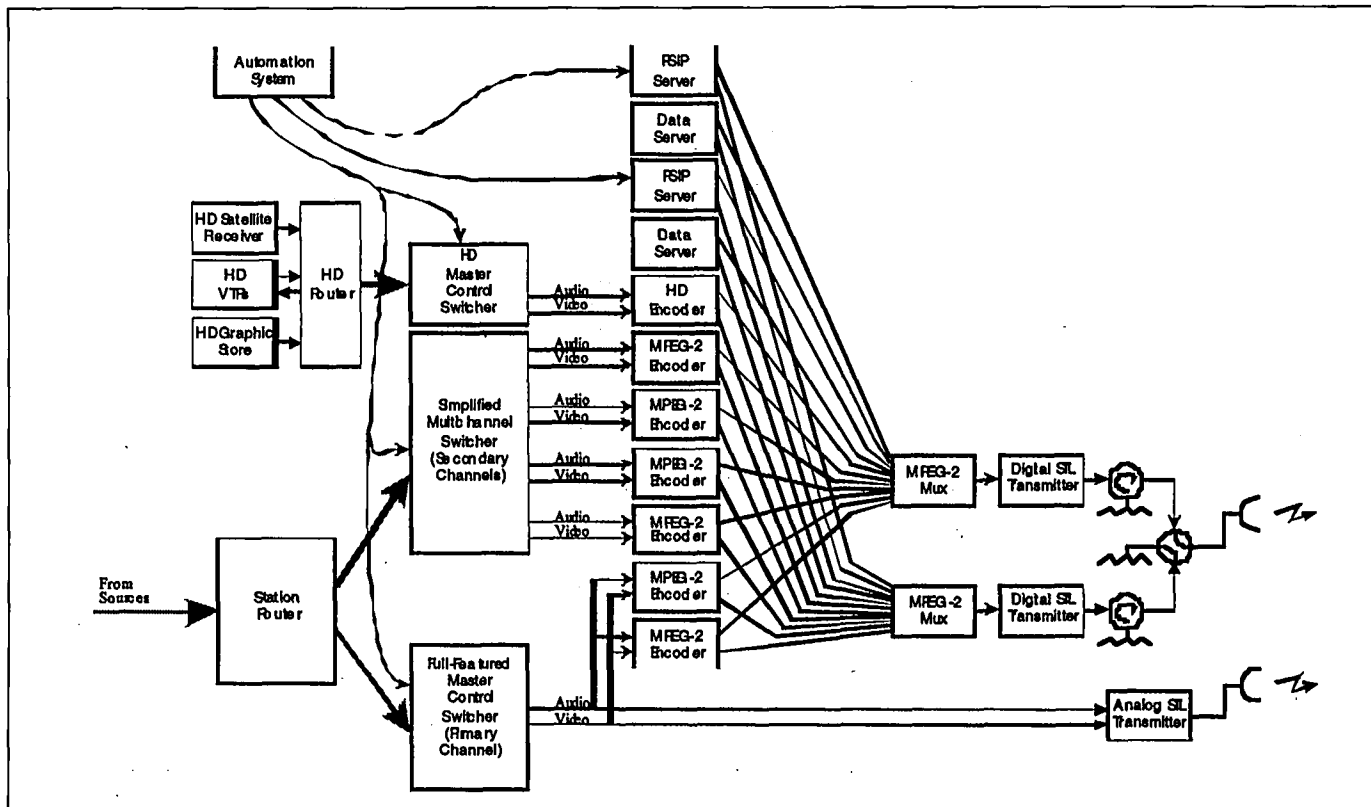 Automation
System
PSIP
Server
Data
Server
PSIP
Server
Data
Server
HD Satellite
Receiver
HD
VTRs
HD Graphic
Store
HD
Router
HD
Master
Control
Switcher
Audio
Video
HD
Encoder
Simplified
Multichannel
Switcher
(Secondary
Channels)
Audio
Video
MPEG-2
Encoder
Audio
Video
MPEG-2
Encoder
Audio
Video
MPEG-2
Encoder
Audio
Video
MPEG-2
Encoder
MPEG-2
Encoder
MPEG-2
Encoder
MPEG-2
Mux
Digital STL
Transmitter
MPEG-2
Mux
Digital STL
Transmitter
From
Sources
Station
Router
Full-Featured
Master
Control
Switcher
(Primary
Channel)
Audio
Video
Analog STL
Transmitter